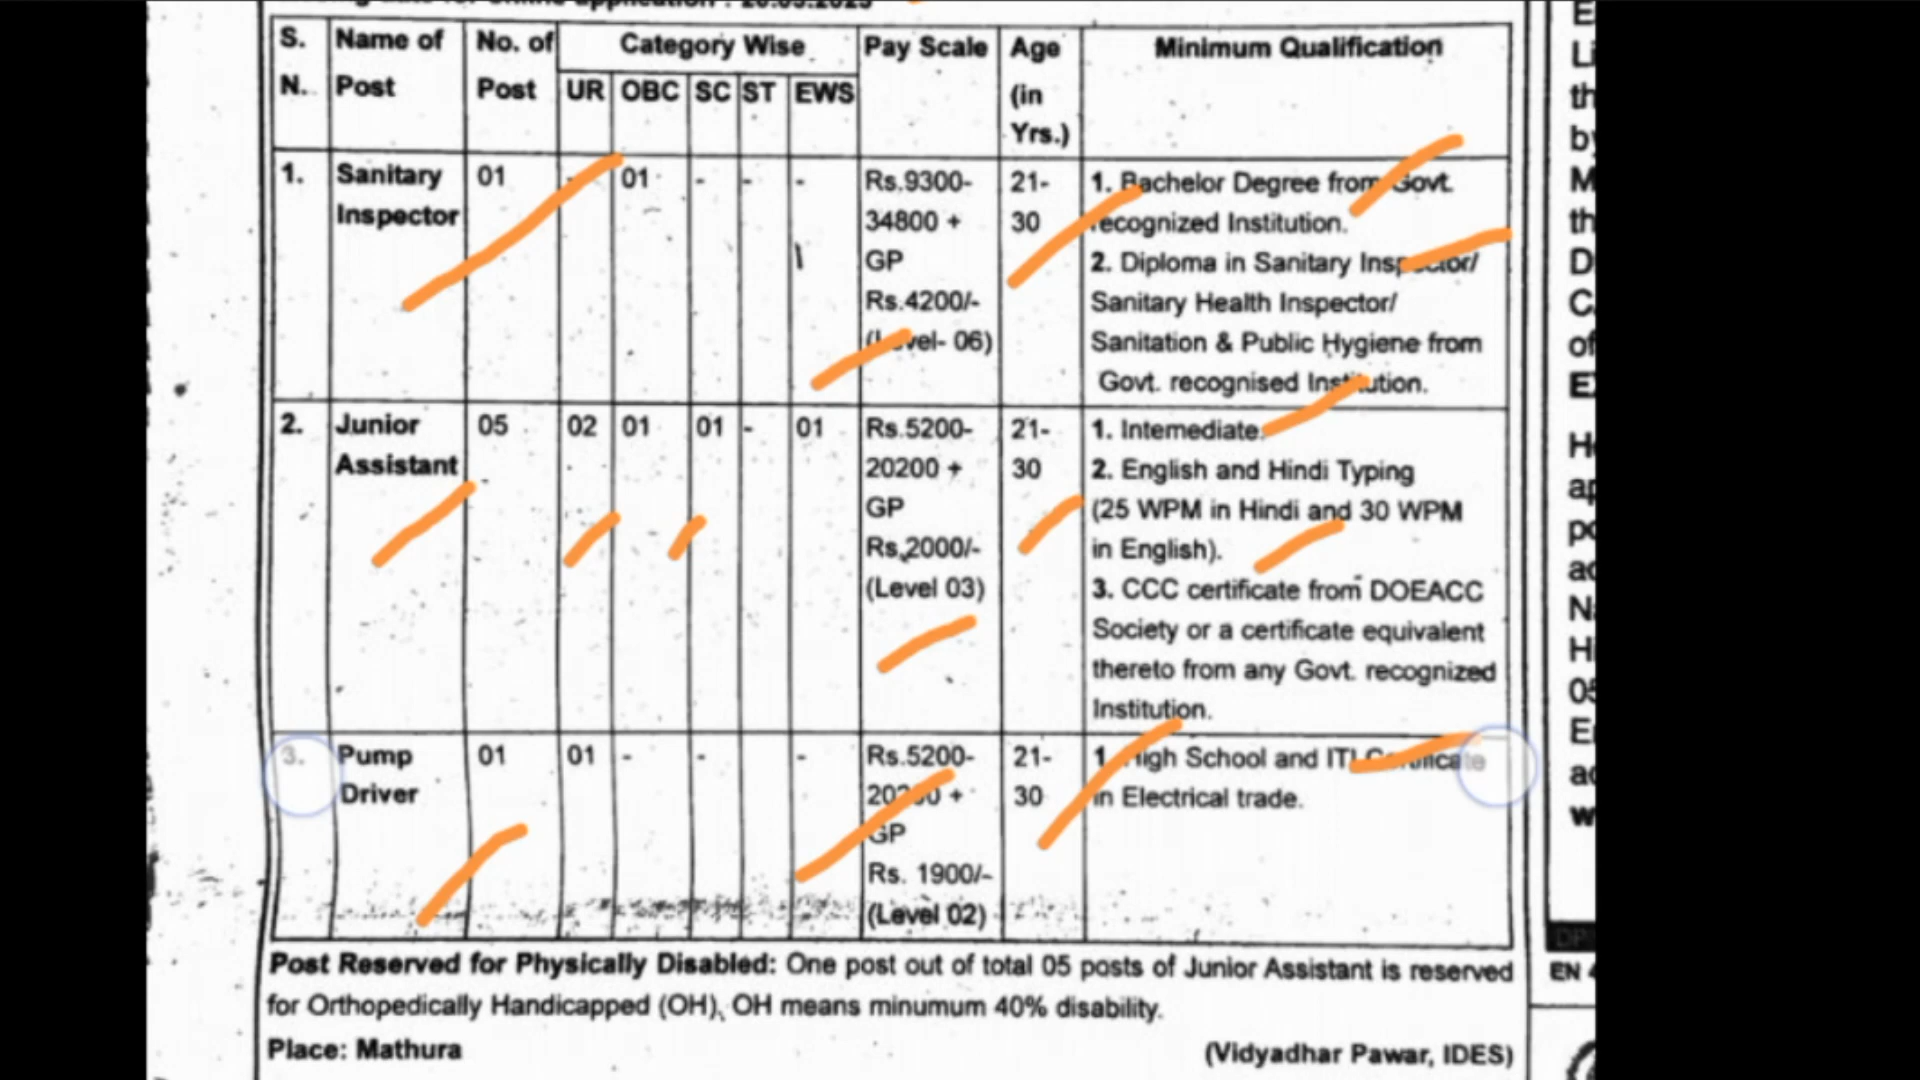 S. Name of No. of Category Wise Pay Scale Age Minimum Qualification
N. Post Post UR OBC SC ST EWS (in
Yrs.)
1. Sanitary 01 - 01 - - - Rs.9300- 21- 1. Bachelor Degree from Govt.
Inspector 34800 + 30 recognized Institution.
GP 2. Diploma in Sanitary Inspector/
Rs.4200/- Sanitary Health Inspector/
(Level- 06) Sanitation & Public Hygiene from
Govt. recognised Institution.
2. Junior 05 02 01 01 - 01 Rs.5200- 21- 1. Intemediate.
Assistant 20200 + 30 2. English and Hindi Typing
GP (25 WPM in Hindi and 30 WPM
Rs.2000/- in English).
(Level 03) 3. CCC certificate from DOEACC
Society or a certificate equivalent
thereto from any Govt. recognized
Institution.
3. Pump 01 01 - - - Rs.5200- 21- 1. High School and ITI Certificate
Driver 20200 + 30 in Electrical trade.
GP
Rs. 1900/-
(Level 02)
Post Reserved for Physically Disabled: One post out of total 05 posts of Junior Assistant is reserved
for Orthopedically Handicapped (OH), OH means minumum 40% disability.
Place: Mathura (Vidyadhar Pawar, IDES)